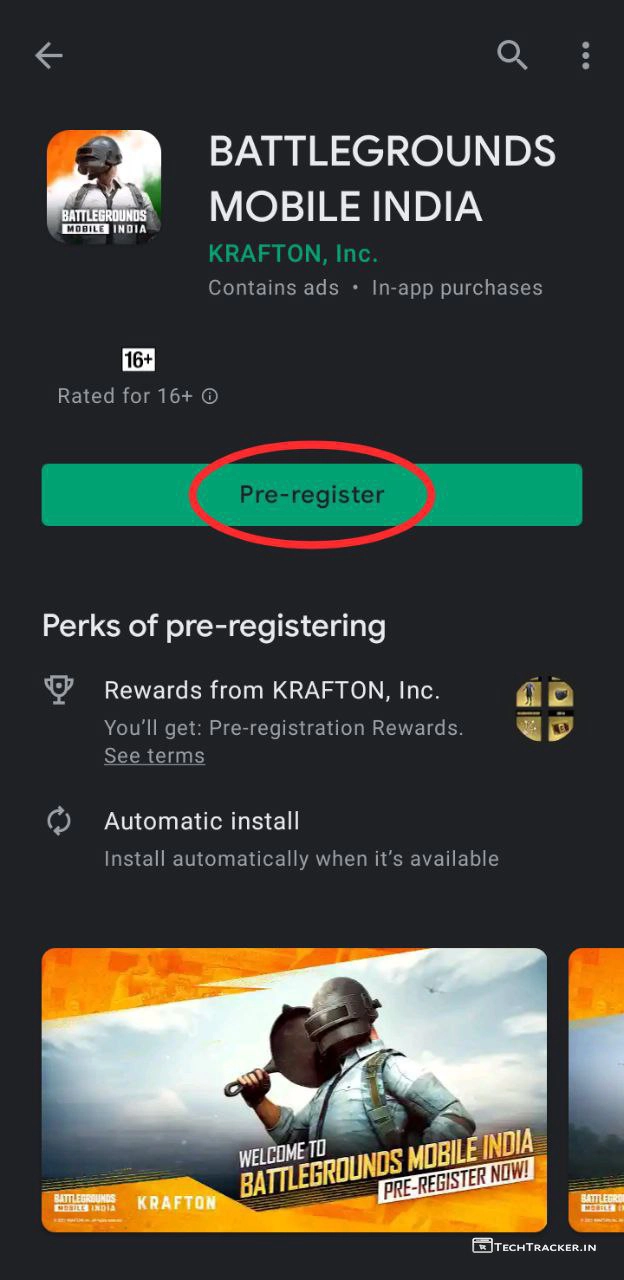 BATTLEGROUNDS
MOBILE INDIA
BATTLEGROUNDS
MOBILE INDIA
KRAFTON, Inc.
Contains ads • In-app purchases
16+
Rated for 16+
Pre-register
Perks of pre-registering
Rewards from KRAFTON, Inc.
You’ll get: Pre-registration Rewards.
See terms
Automatic install
Install automatically when it’s available
WELCOME TO
BATTLEGROUNDS MOBILE INDIA
PRE-REGISTER NOW!
BATTLEGROUNDS
MOBILE INDIA
KRAFTON
TECHTRACKER.IN